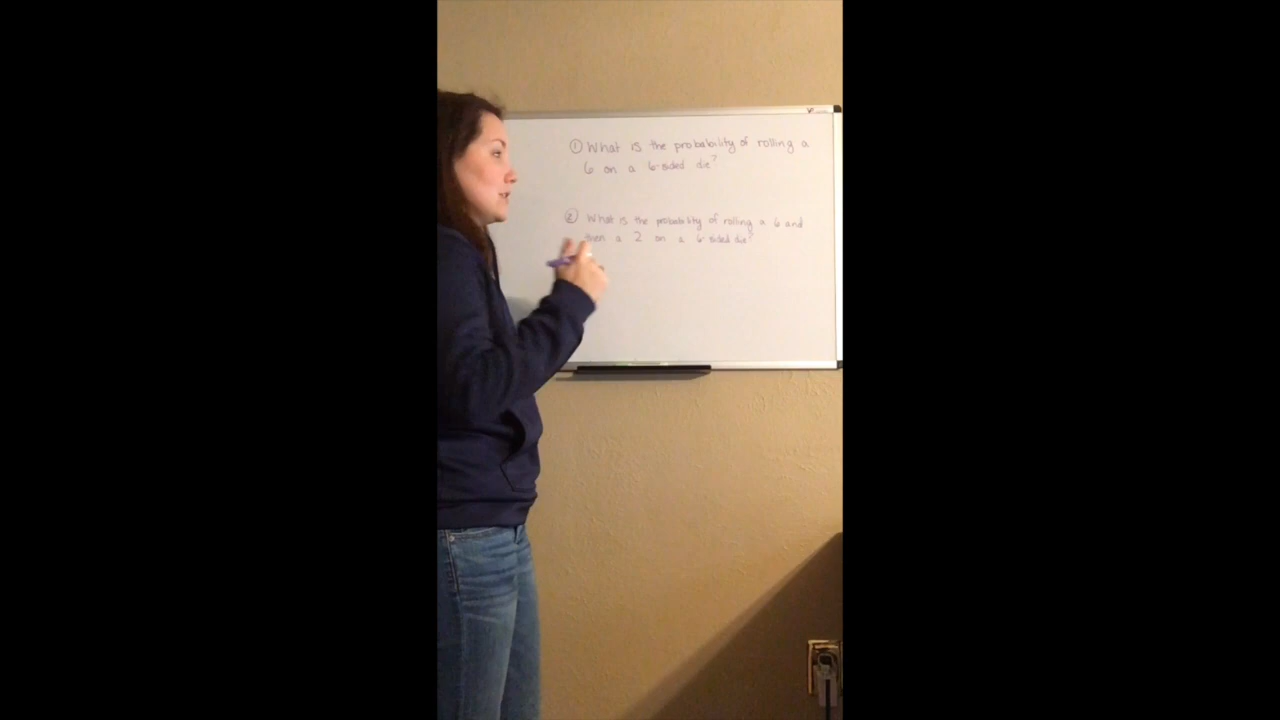 ① What is the probability of rolling a
6 on a 6-sided die?
② What is the probability of rolling a 6 and
then a 2 on a 6-sided die?